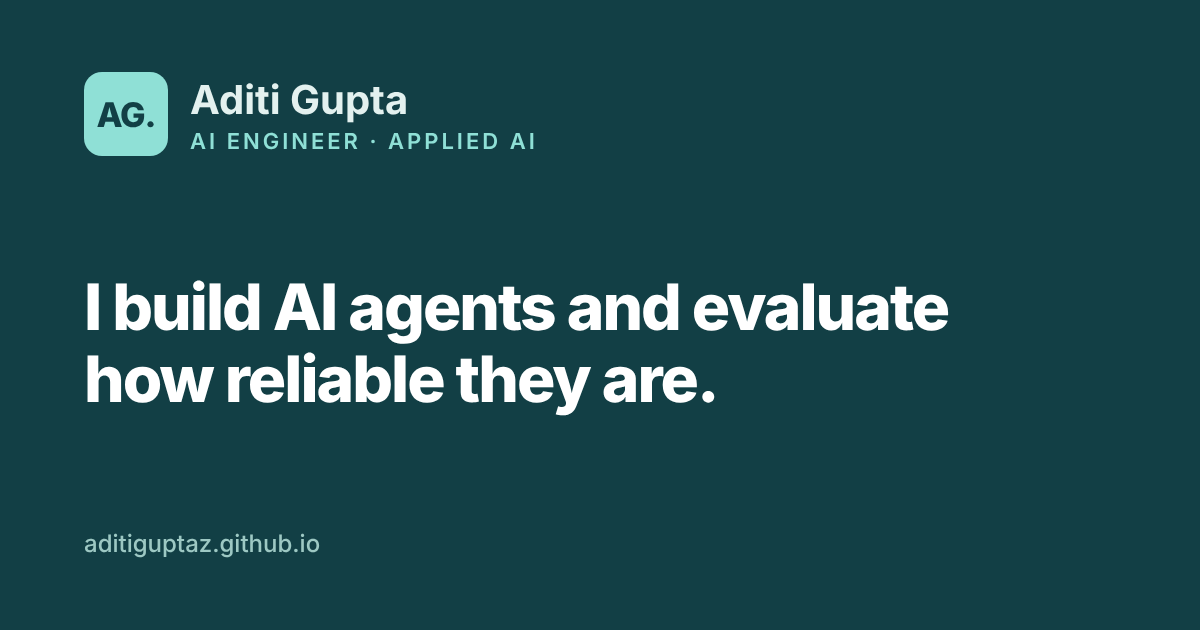 AG.
Aditi Gupta
AI ENGINEER · APPLIED AI
I build AI agents and evaluate
how reliable they are.
aditiguptaz.github.io